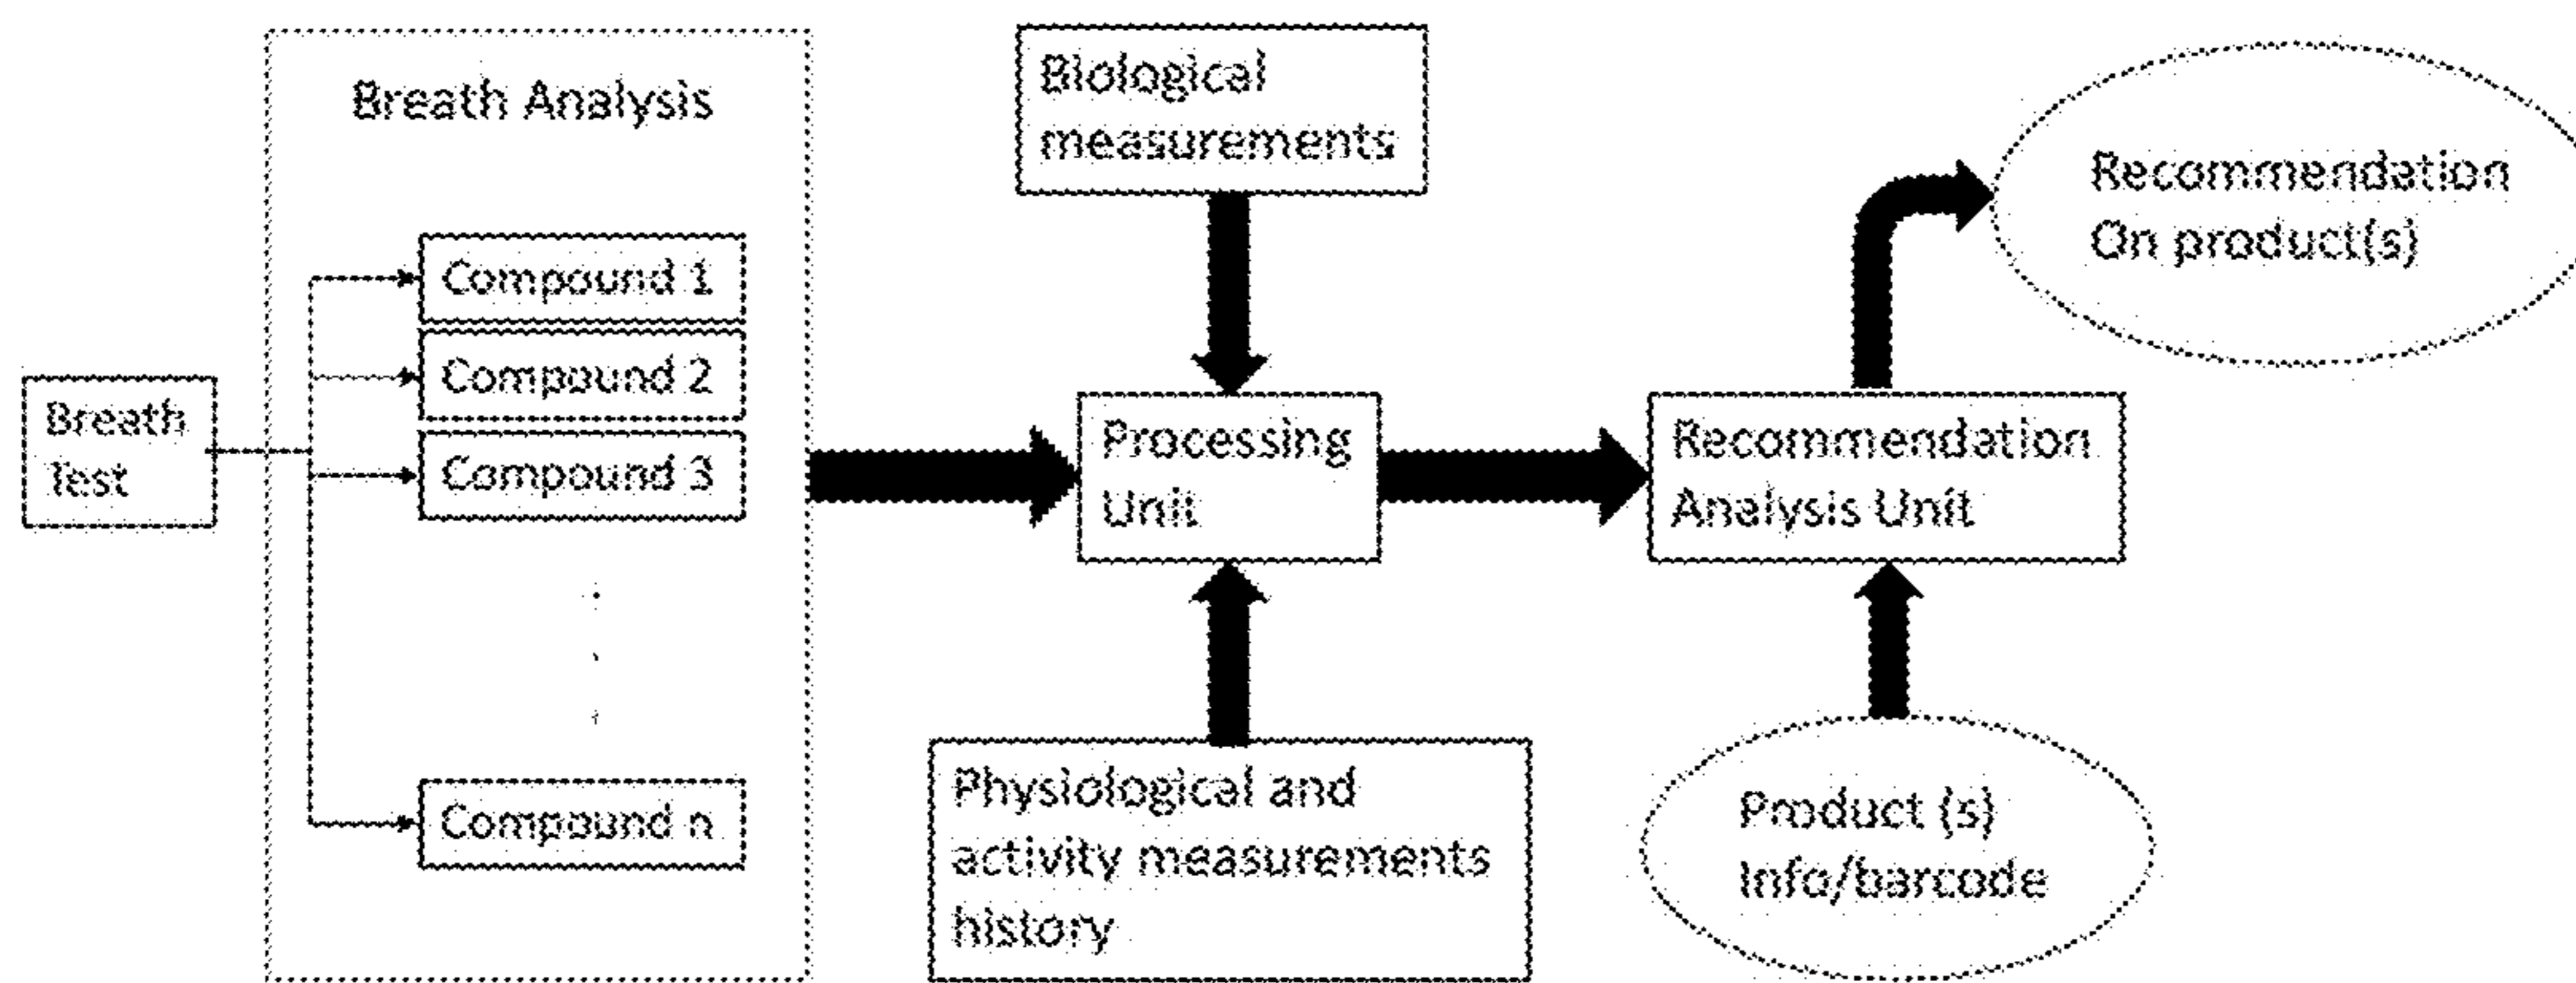 Breath
Test
Breath Analysis
Compound 1
Compound 2
Compound 3
Compound n
Biological
measurements
Processing
Unit
Physiological and
activity measurements
history
Recommendation
Analysis Unit
Product (s)
Info/barcode
Recommendation
On product(s)